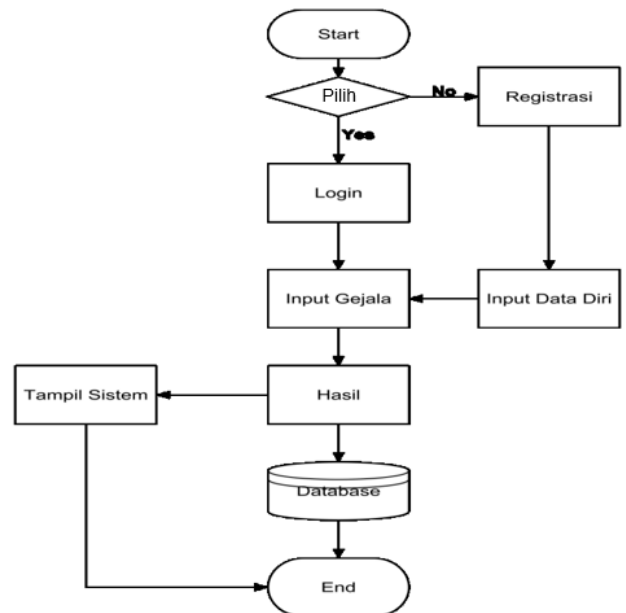 Start
Pilih
No
Registrasi
Yes
Login
Input Gejala
Input Data Diri
Tampil Sistem
Hasil
Database
End